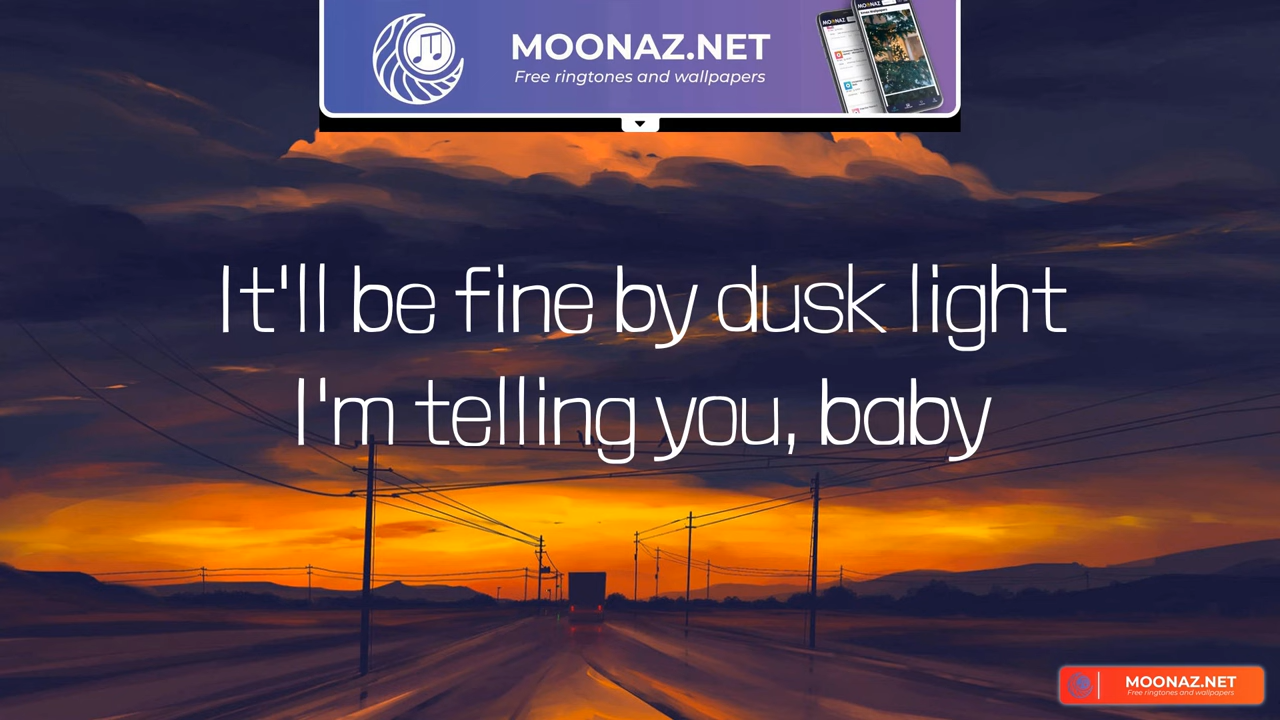 MOONAZ.NET
Free ringtones and wallpapers
It'll be fine by dusk light
I'm telling you, baby
MOONAZ.NET
Free ringtones and wallpapers